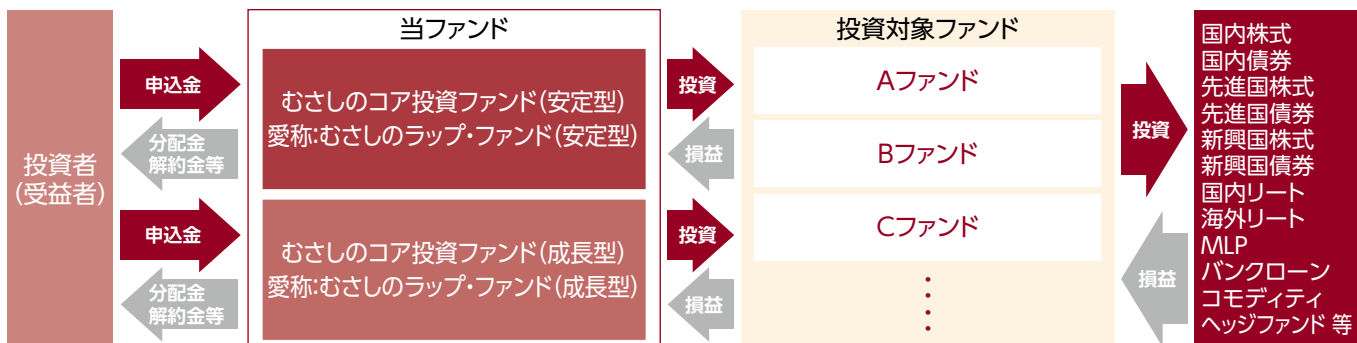 投資者
(受益者)
申込金
分配金
解約金等
申込金
分配金
解約金等
当ファンド
むさしのコア投資ファンド(安定型)
愛称:むさしのラップ・ファンド(安定型)
むさしのコア投資ファンド(成長型)
愛称:むさしのラップ・ファンド(成長型)
投資
損益
投資
損益
投資対象ファンド
Aファンド
Bファンド
Cファンド
・
・
・
・
投資
損益
国内株式
国内債券
先進国株式
先進国債券
新興国株式
新興国債券
国内リート
海外リート
MLP
バンクローン
コモディティ
ヘッジファンド 等